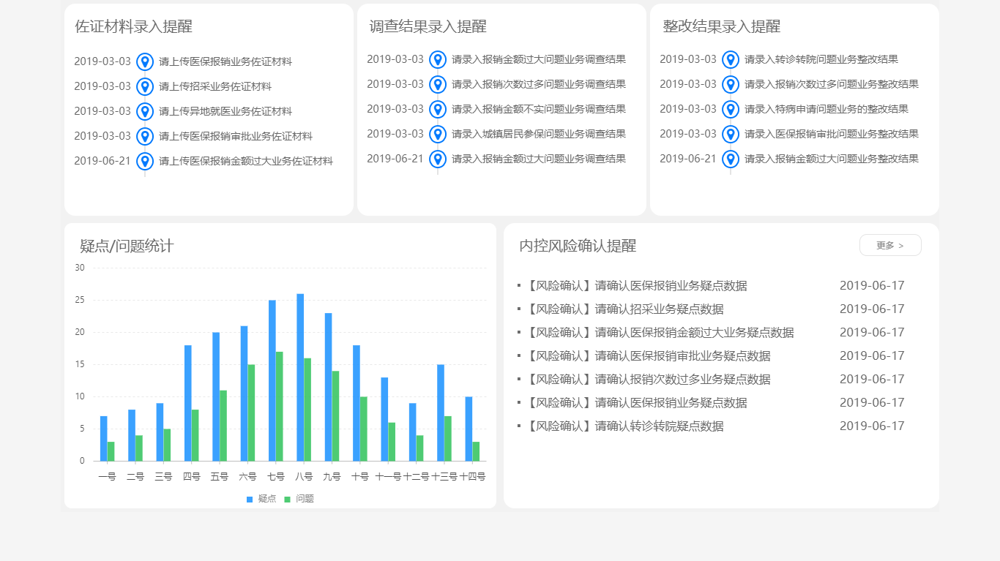 佐证材料录入提醒
2019-03-03 请上传医保报销业务佐证材料
2019-03-03 请上传招采业务佐证材料
2019-03-03 请上传异地就医业务佐证材料
2019-03-03 请上传医保报销审批业务佐证材料
2019-06-21 请上传医保报销金额过大业务佐证材料
调查结果录入提醒
2019-03-03 请录入报销金额过大问题业务调查结果
2019-03-03 请录入报销次数过多问题业务调查结果
2019-03-03 请录入报销金额不实问题业务调查结果
2019-03-03 请录入城镇居民参保问题业务调查结果
2019-06-21 请录入报销金额过大问题业务调查结果
整改结果录入提醒
2019-03-03 请录入转诊转院问题业务整改结果
2019-03-03 请录入报销次数过多问题业务整改结果
2019-03-03 请录入特病申请问题业务的整改结果
2019-03-03 请录入医保报销审批问题业务整改结果
2019-06-21 请录入报销金额过大问题业务整改结果
疑点/问题统计
30
25
20
15
10
5
0
一号 二号 三号 四号 五号 六号 七号 八号 九号 十号 十一号 十二号 十三号 十四号
疑点 问题
内控风险确认提醒 更多 >
▪ 【风险确认】请确认医保报销业务疑点数据 2019-06-17
▪ 【风险确认】请确认招采业务疑点数据 2019-06-17
▪ 【风险确认】请确认医保报销金额过大业务疑点数据 2019-06-17
▪ 【风险确认】请确认医保报销审批业务疑点数据 2019-06-17
▪ 【风险确认】请确认报销次数过多业务疑点数据 2019-06-17
▪ 【风险确认】请确认医保报销业务疑点数据 2019-06-17
▪ 【风险确认】请确认转诊转院疑点数据 2019-06-17